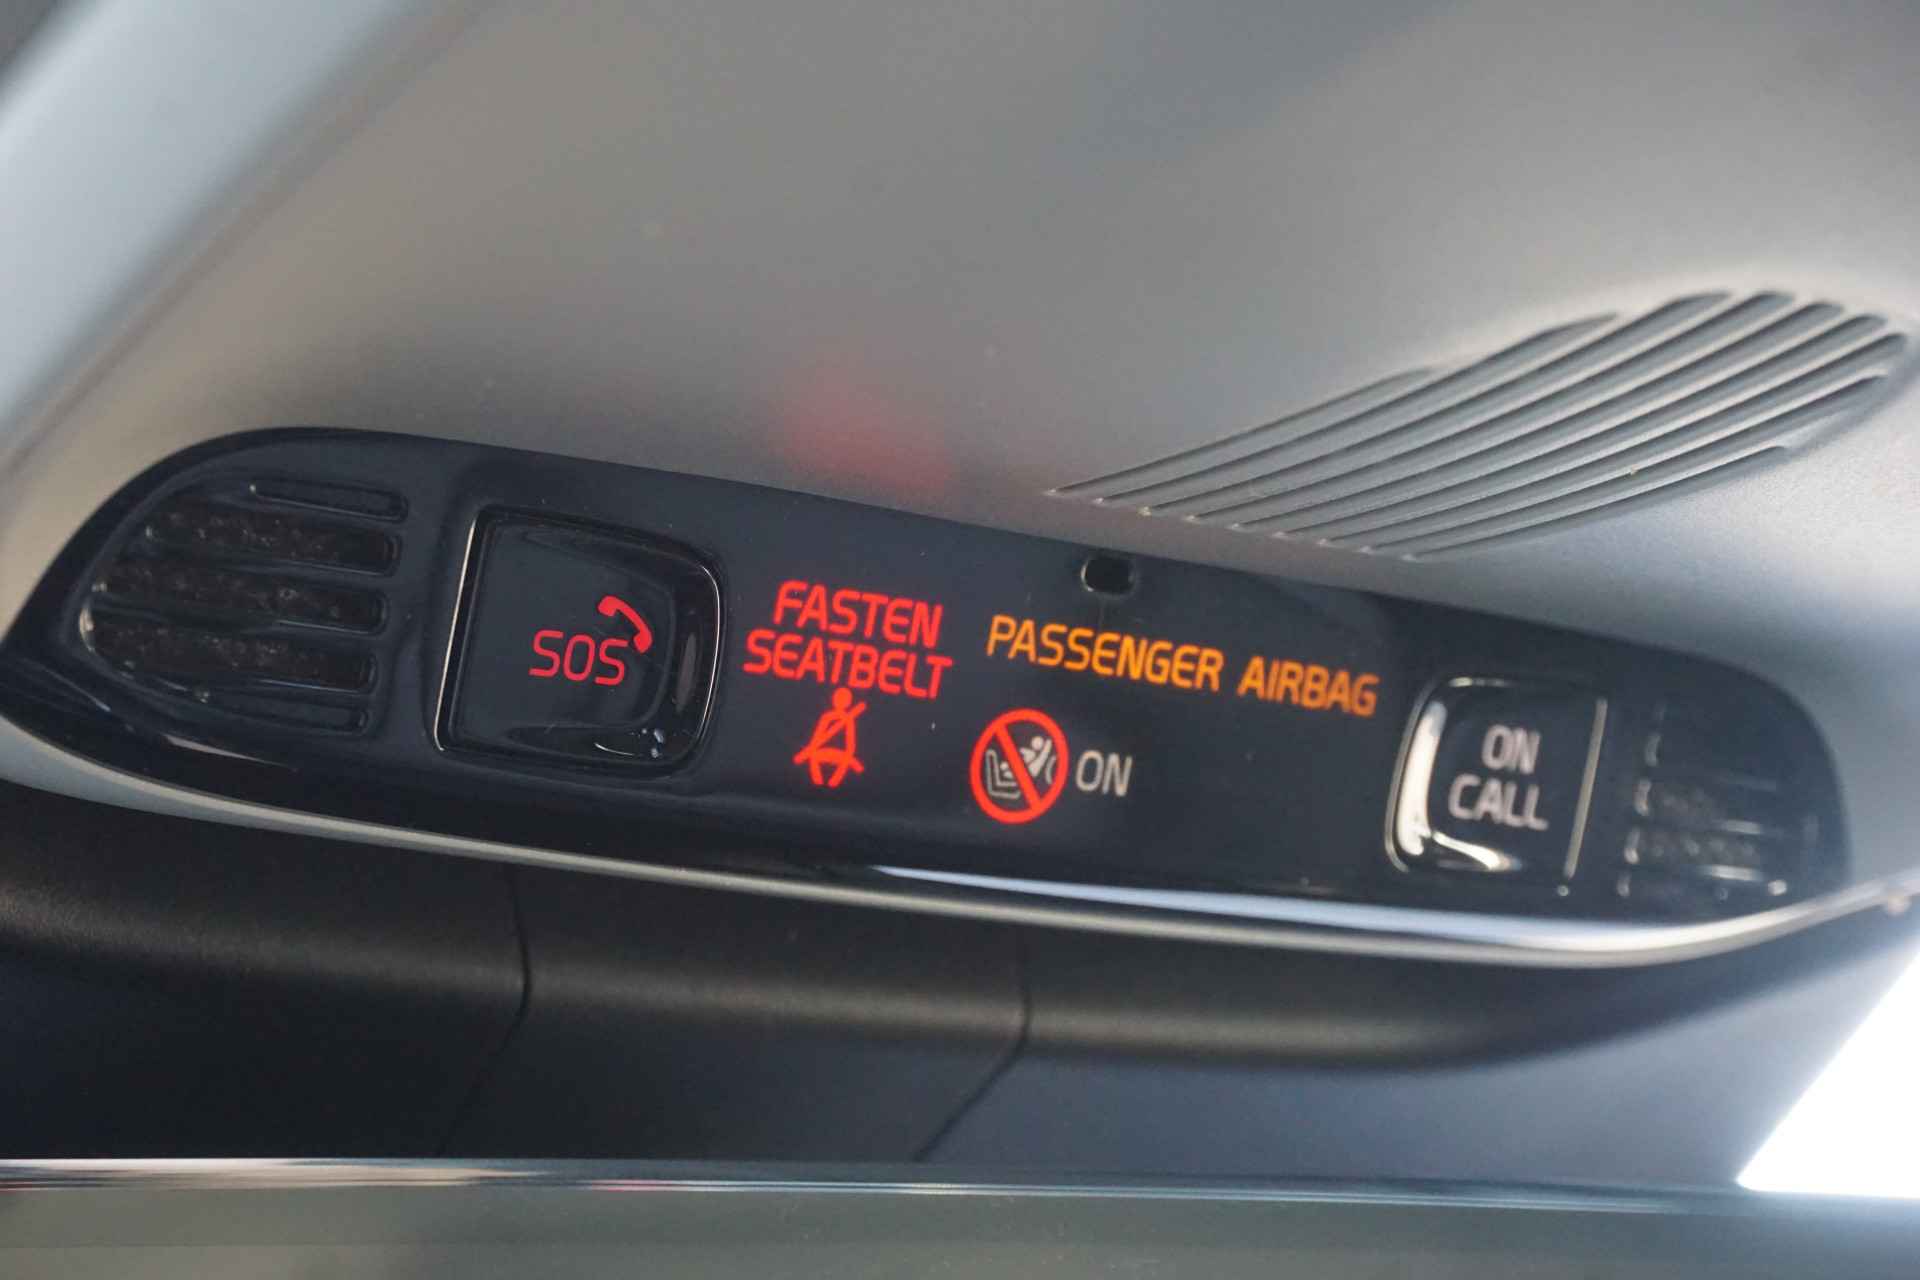 SOS
FASTEN
SEATBELT
PASSENGER AIRBAG
ON
ON
CALL